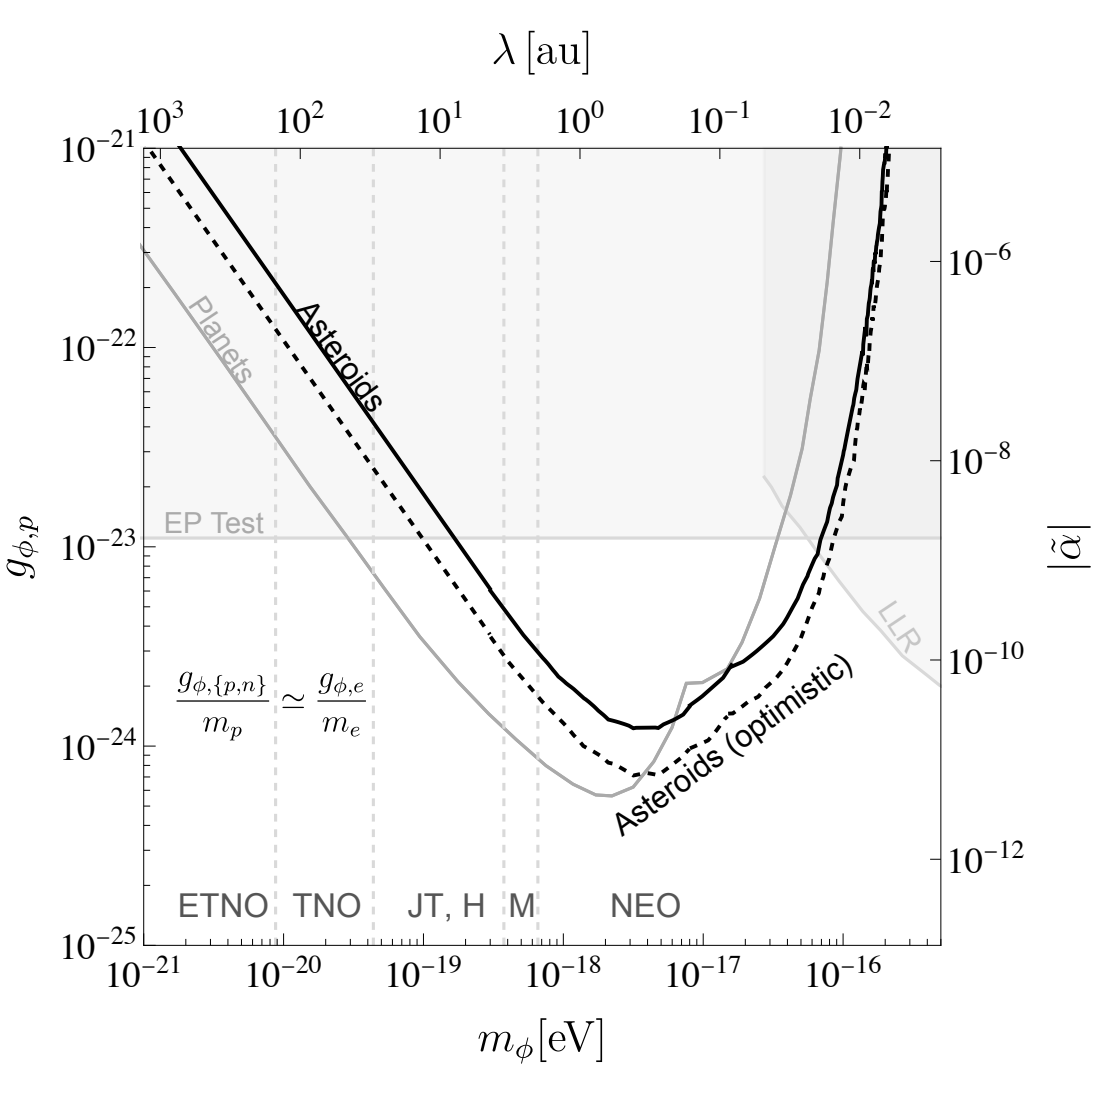 λ [au]
10³ 10² 10¹ 10⁰ 10⁻¹ 10⁻²
10⁻²¹
10⁻²²
10⁻²³
10⁻²⁴
10⁻²⁵
g_{ϕ,p}
Planets
Asteroids
EP Test
LLR
g_{ϕ,{p,n}}/m_p ≃ g_{ϕ,e}/m_e
Asteroids (optimistic)
ETNO TNO JT, H M NEO
10⁻⁶
10⁻⁸
10⁻¹⁰
10⁻¹²
|α̃|
10⁻²¹ 10⁻²⁰ 10⁻¹⁹ 10⁻¹⁸ 10⁻¹⁷ 10⁻¹⁶
m_ϕ[eV]